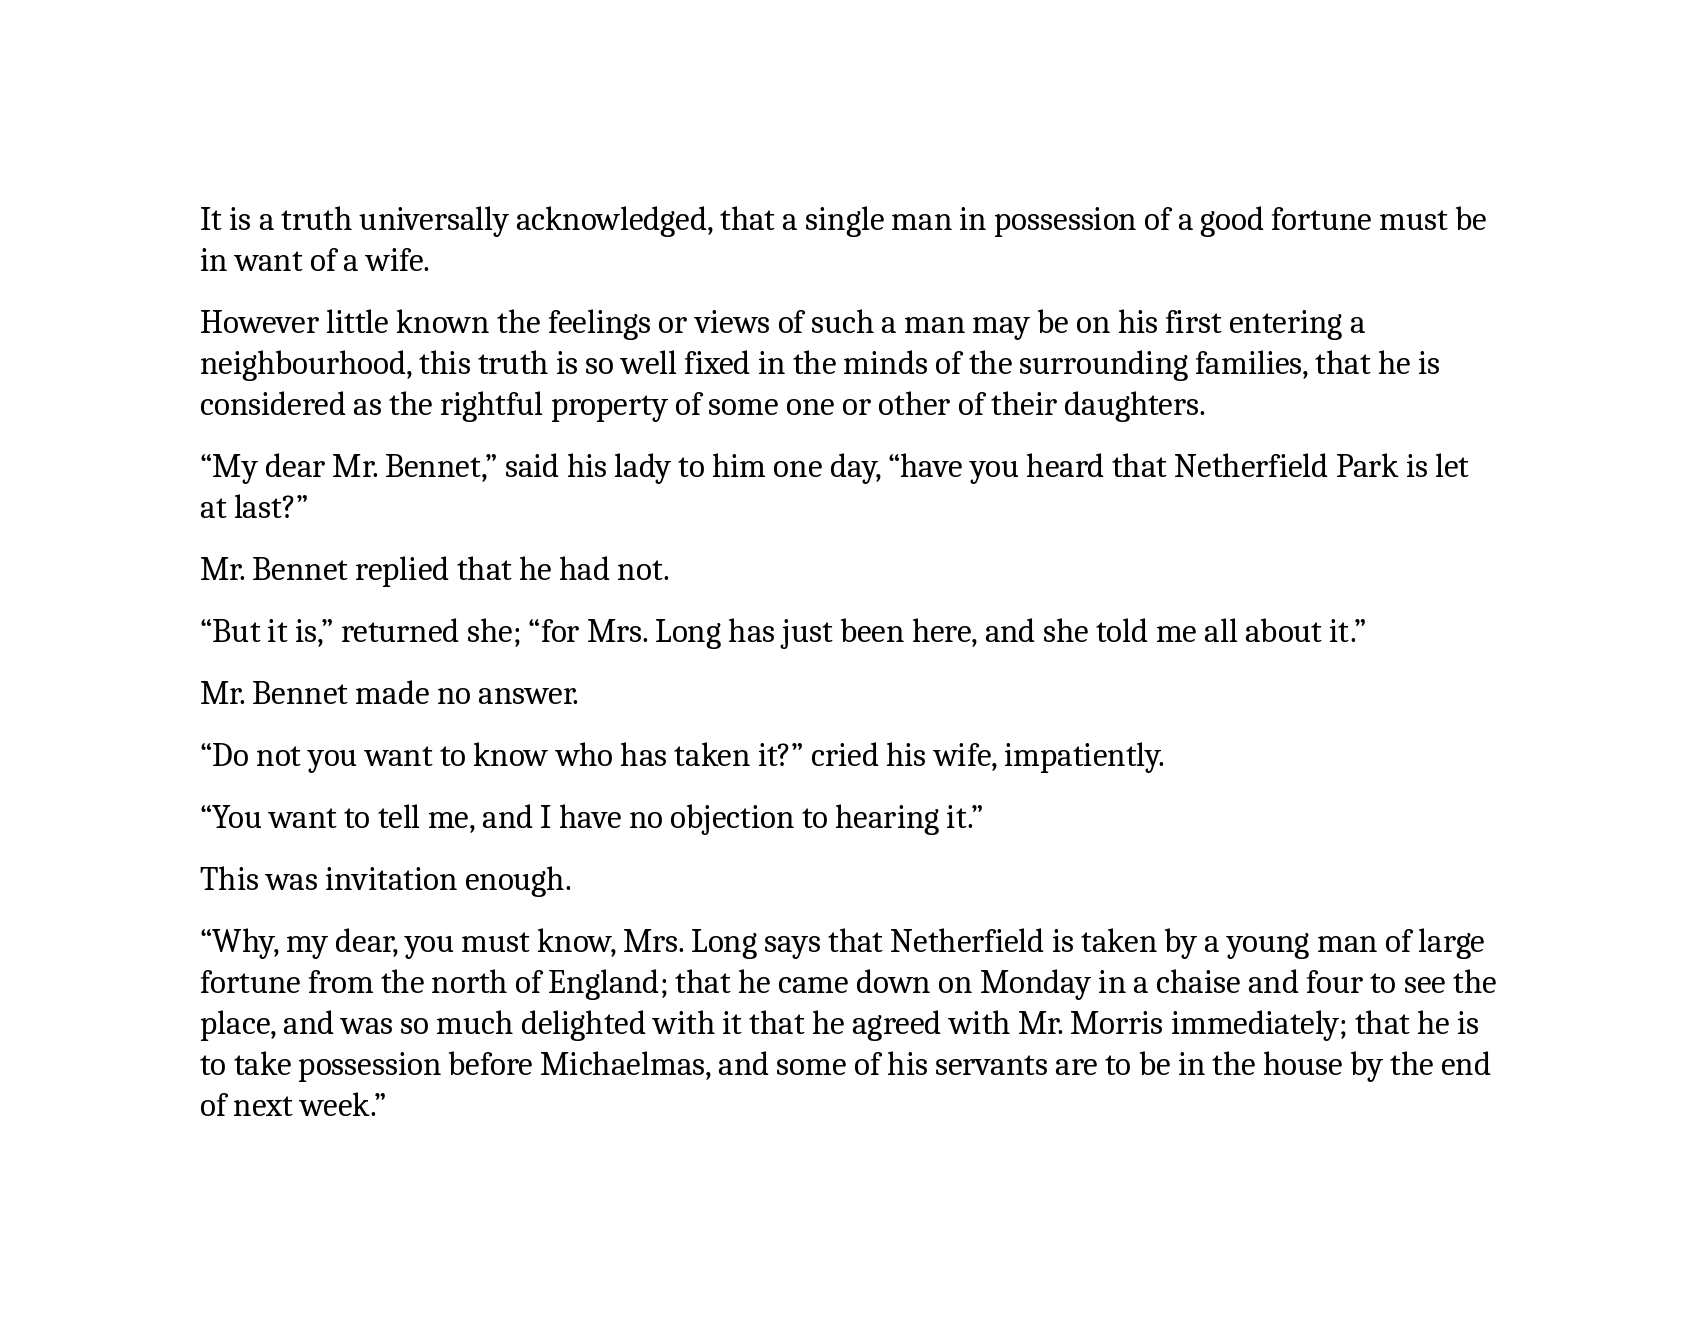 It is a truth universally acknowledged, that a single man in possession of a good fortune must be
in want of a wife.
However little known the feelings or views of such a man may be on his first entering a
neighbourhood, this truth is so well fixed in the minds of the surrounding families, that he is
considered as the rightful property of some one or other of their daughters.
“My dear Mr. Bennet,” said his lady to him one day, “have you heard that Netherfield Park is let
at last?”
Mr. Bennet replied that he had not.
“But it is,” returned she; “for Mrs. Long has just been here, and she told me all about it.”
Mr. Bennet made no answer.
“Do not you want to know who has taken it?” cried his wife, impatiently.
“You want to tell me, and I have no objection to hearing it.”
This was invitation enough.
“Why, my dear, you must know, Mrs. Long says that Netherfield is taken by a young man of large
fortune from the north of England; that he came down on Monday in a chaise and four to see the
place, and was so much delighted with it that he agreed with Mr. Morris immediately; that he is
to take possession before Michaelmas, and some of his servants are to be in the house by the end
of next week.”